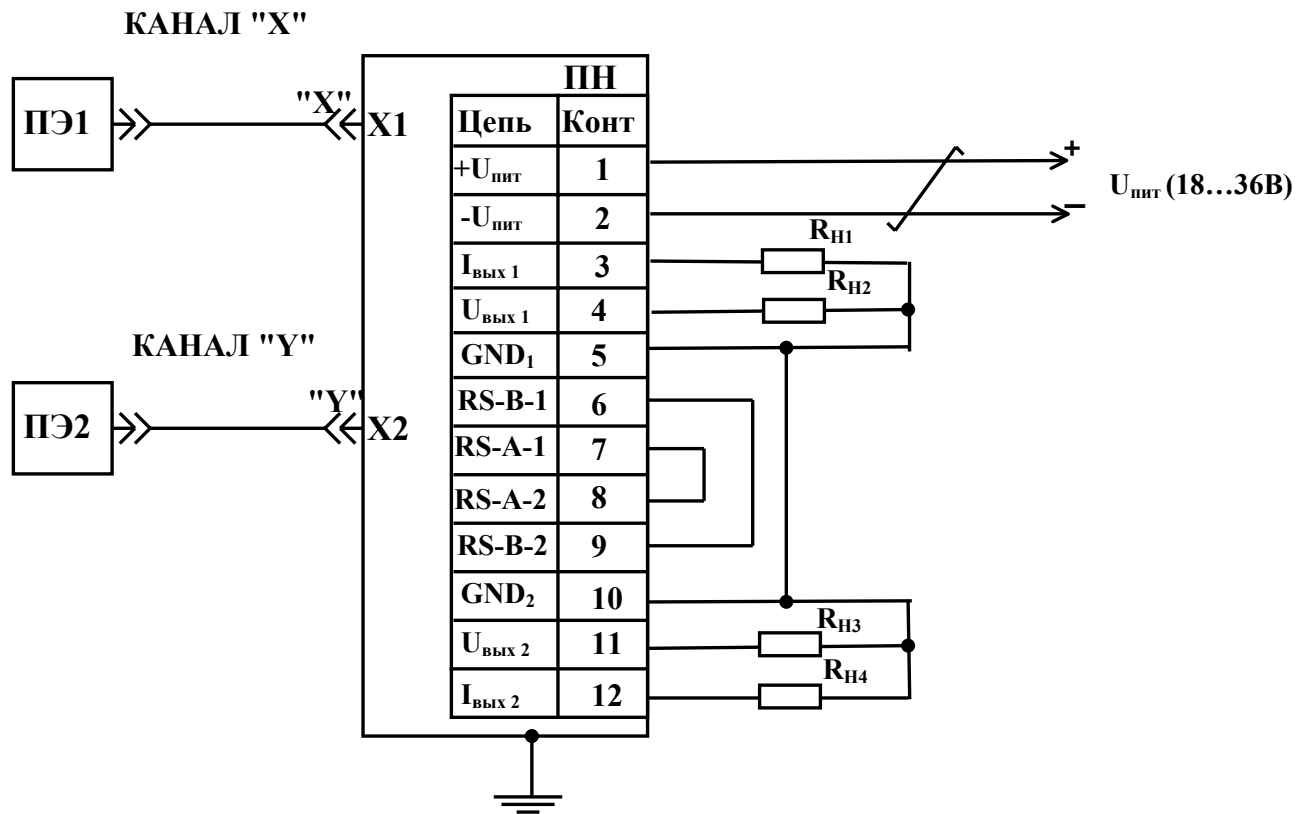 КАНАЛ "X"
ПЭ1
"X"
X1
ПН
Цепь Конт
+Uпит 1
-Uпит 2
Iвых 1 3
Uвых 1 4
GND1 5
RS-B-1 6
RS-A-1 7
RS-A-2 8
RS-B-2 9
GND2 10
Uвых 2 11
Iвых 2 12
+
−
Uпит (18…36В)
RН1
RН2
КАНАЛ "Y"
ПЭ2
"Y"
X2
RН3
RН4